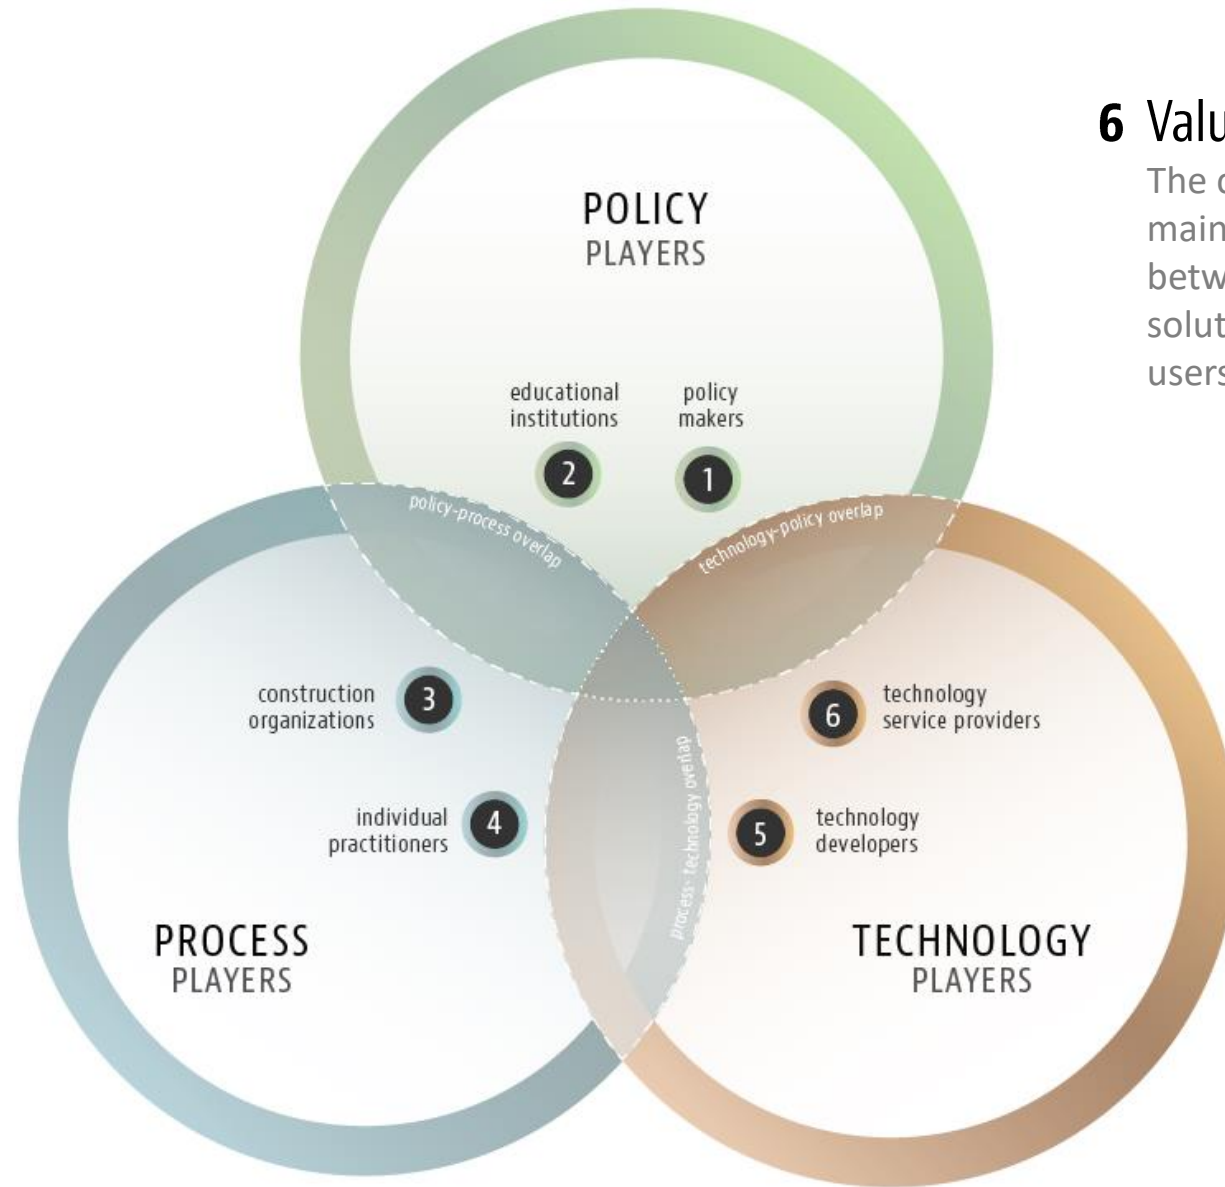 POLICY
PLAYERS
educational
institutions
policy
makers
2
1
policy-process overlap
technology-policy overlap
6 Valu
The
main
betw
solut
users
construction
organizations
3
individual
practitioners
4
6
technology
service providers
5
technology
developers
process- technology overlap
PROCESS
PLAYERS
TECHNOLOGY
PLAYERS